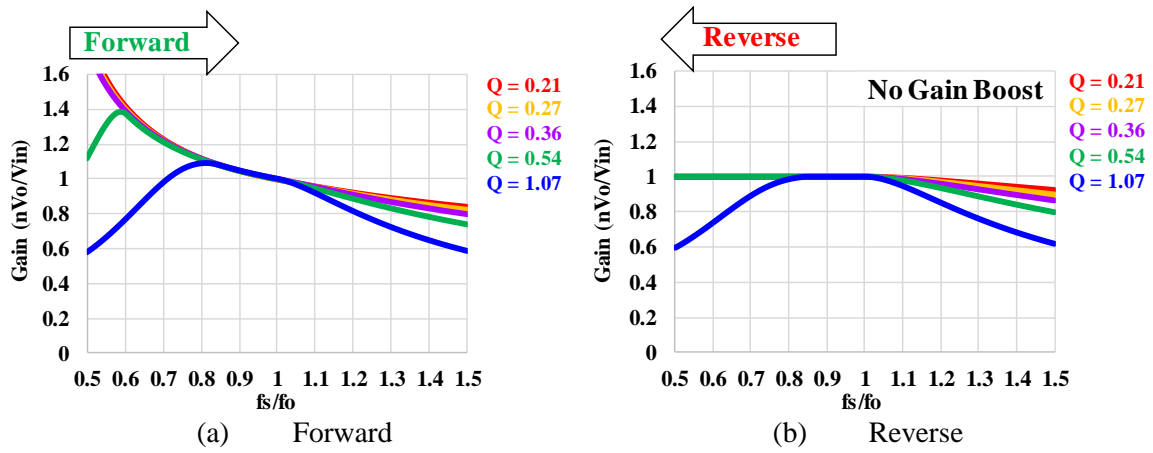 Forward
1.6
1.4
1.2
1
0.8
0.6
0.4
0.2
0
Gain (nVo/Vin)
0.5 0.6 0.7 0.8 0.9 1 1.1 1.2 1.3 1.4 1.5
fs/fo
Q = 0.21
Q = 0.27
Q = 0.36
Q = 0.54
Q = 1.07
(a) Forward
Reverse
No Gain Boost
1.6
1.4
1.2
1
0.8
0.6
0.4
0.2
0
Gain (nVo/Vin)
0.5 0.6 0.7 0.8 0.9 1 1.1 1.2 1.3 1.4 1.5
fs/fo
Q = 0.21
Q = 0.27
Q = 0.36
Q = 0.54
Q = 1.07
(b) Reverse